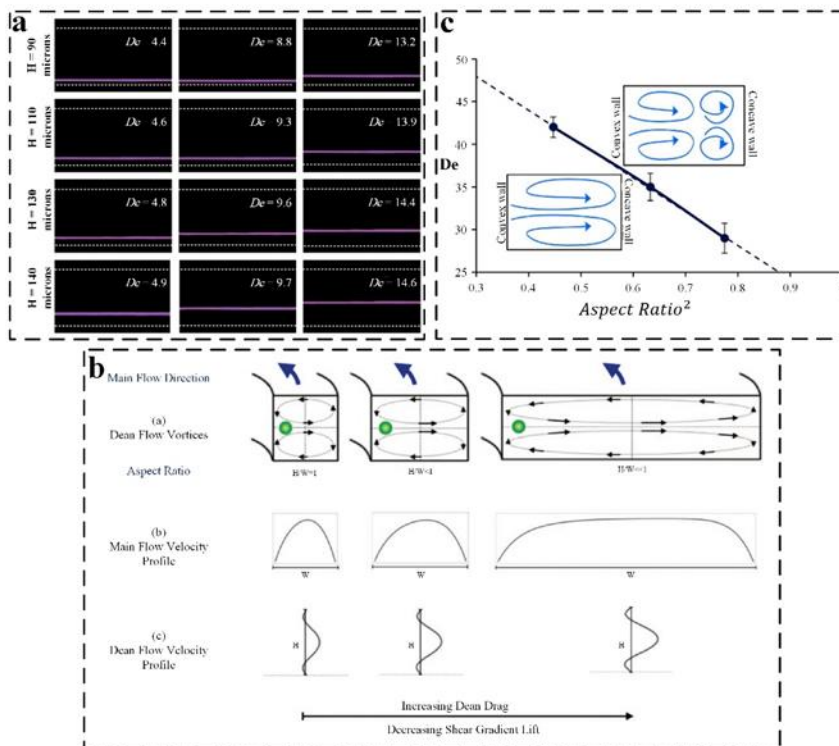 a
H = 90
microns
De = 4.4
De = 8.8
De = 13.2
H = 110
microns
De = 4.6
De = 9.3
De = 13.9
H = 130
microns
De = 4.8
De = 9.6
De = 14.4
H = 140
microns
De = 4.9
De = 9.7
De = 14.6
c
50
45
40
De
35
30
25
0.3
0.4
0.5
0.6
0.7
0.8
0.9
Aspect Ratio²
Convex wall
Concave wall
Convex wall
Concave wall
b
Main Flow Direction
(a)
Dean Flow Vortices
Aspect Ratio
H/W=1
H/W<1
H/W<<1
(b)
Main Flow Velocity
Profile
W
W
W
(c)
Dean Flow Velocity
Profile
H
H
H
Increasing Dean Drag
Decreasing Shear Gradient Lift